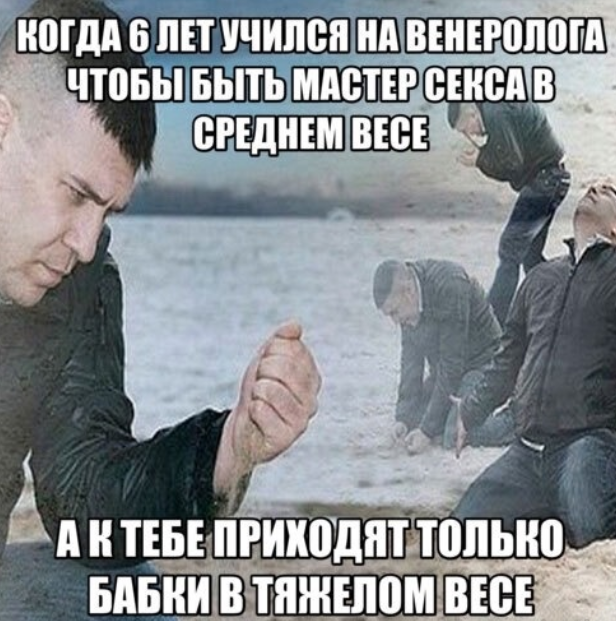 КОГДА 6 ЛЕТ УЧИЛСЯ НА ВЕНЕРОЛОГА
ЧТОБЫ БЫТЬ МАСТЕР СЕКСА В
СРЕДНЕМ ВЕСЕ
А К ТЕБЕ ПРИХОДЯТ ТОЛЬКО
БАБКИ В ТЯЖЕЛОМ ВЕСЕ